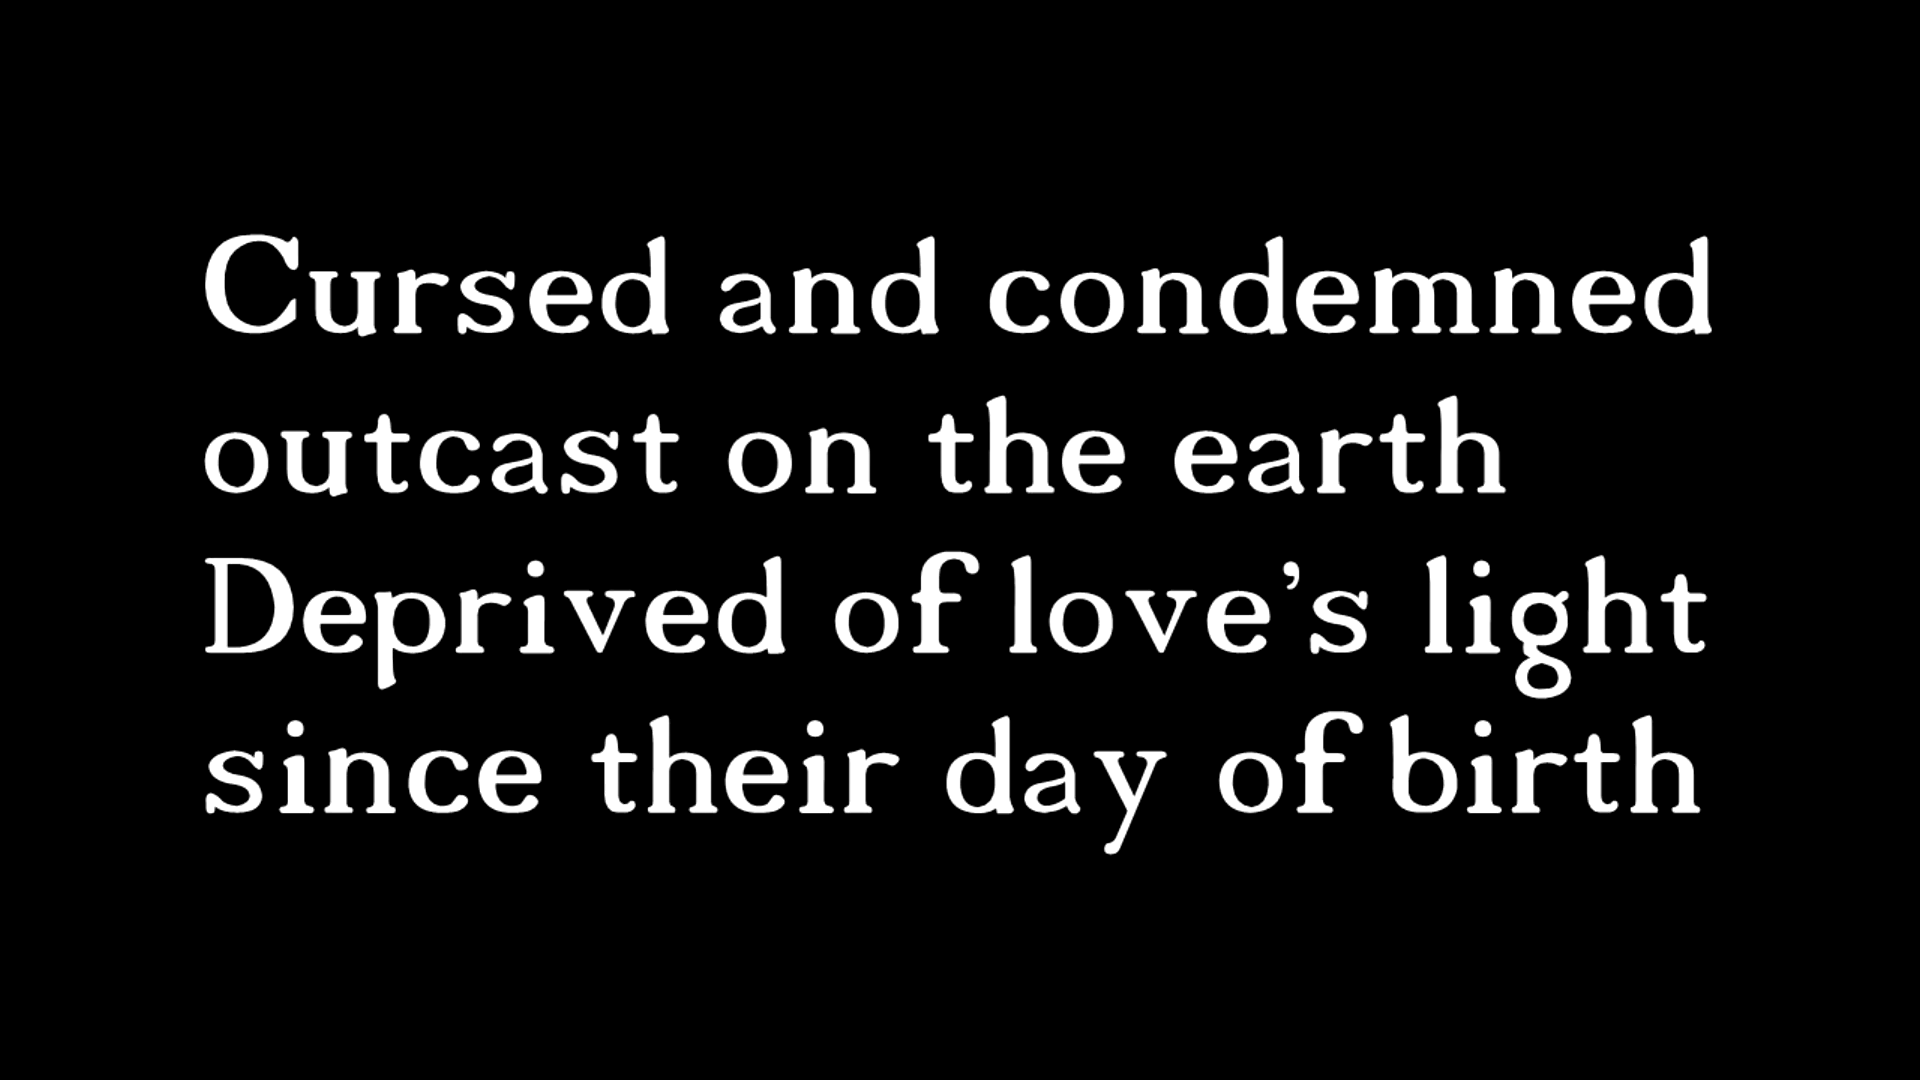 Cursed and condemned
outcast on the earth
Deprived of love’s light
since their day of birth